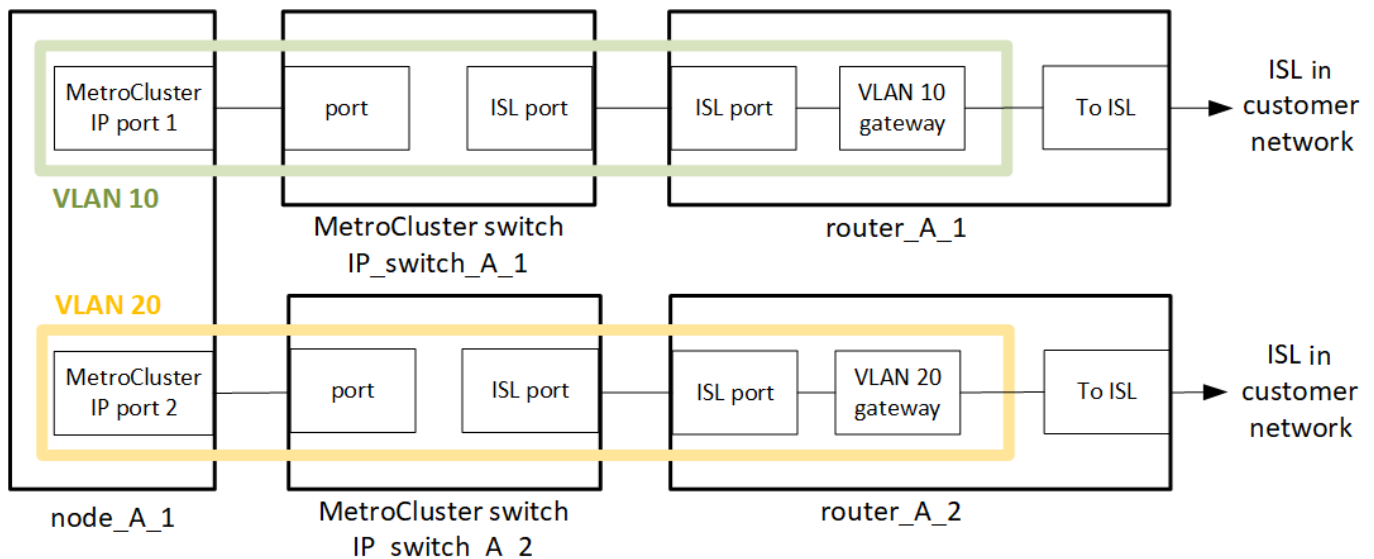 MetroCluster
IP port 1
port
ISL port
ISL port
VLAN 10
gateway
To ISL
ISL in
customer
network
VLAN 10
MetroCluster switch
IP_switch_A_1
router_A_1
VLAN 20
MetroCluster
IP port 2
port
ISL port
ISL port
VLAN 20
gateway
To ISL
ISL in
customer
network
node_A_1
MetroCluster switch
IP_switch_A_2
router_A_2